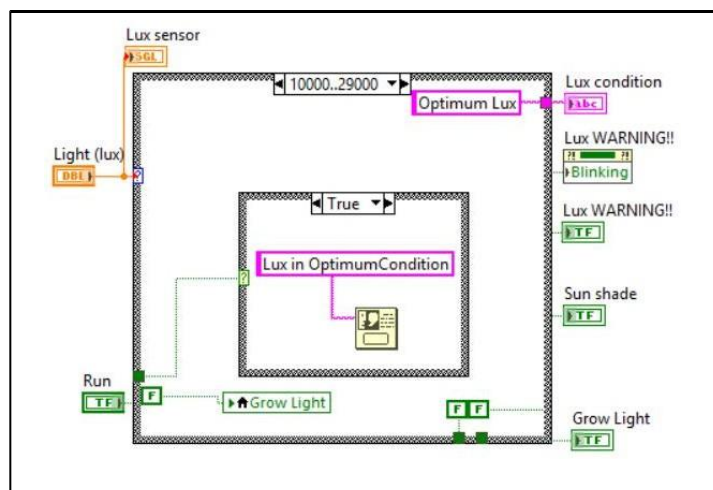 Lux sensor
SGL
10000..29000
Optimum Lux
Lux condition
abc
Light (lux)
DBL
?
Lux WARNING!!
?! ?!
Blinking
True
Lux in OptimumCondition
Lux WARNING!!
TF
?
Sun shade
TF
Run
TF
F
Grow Light
F F
Grow Light
TF